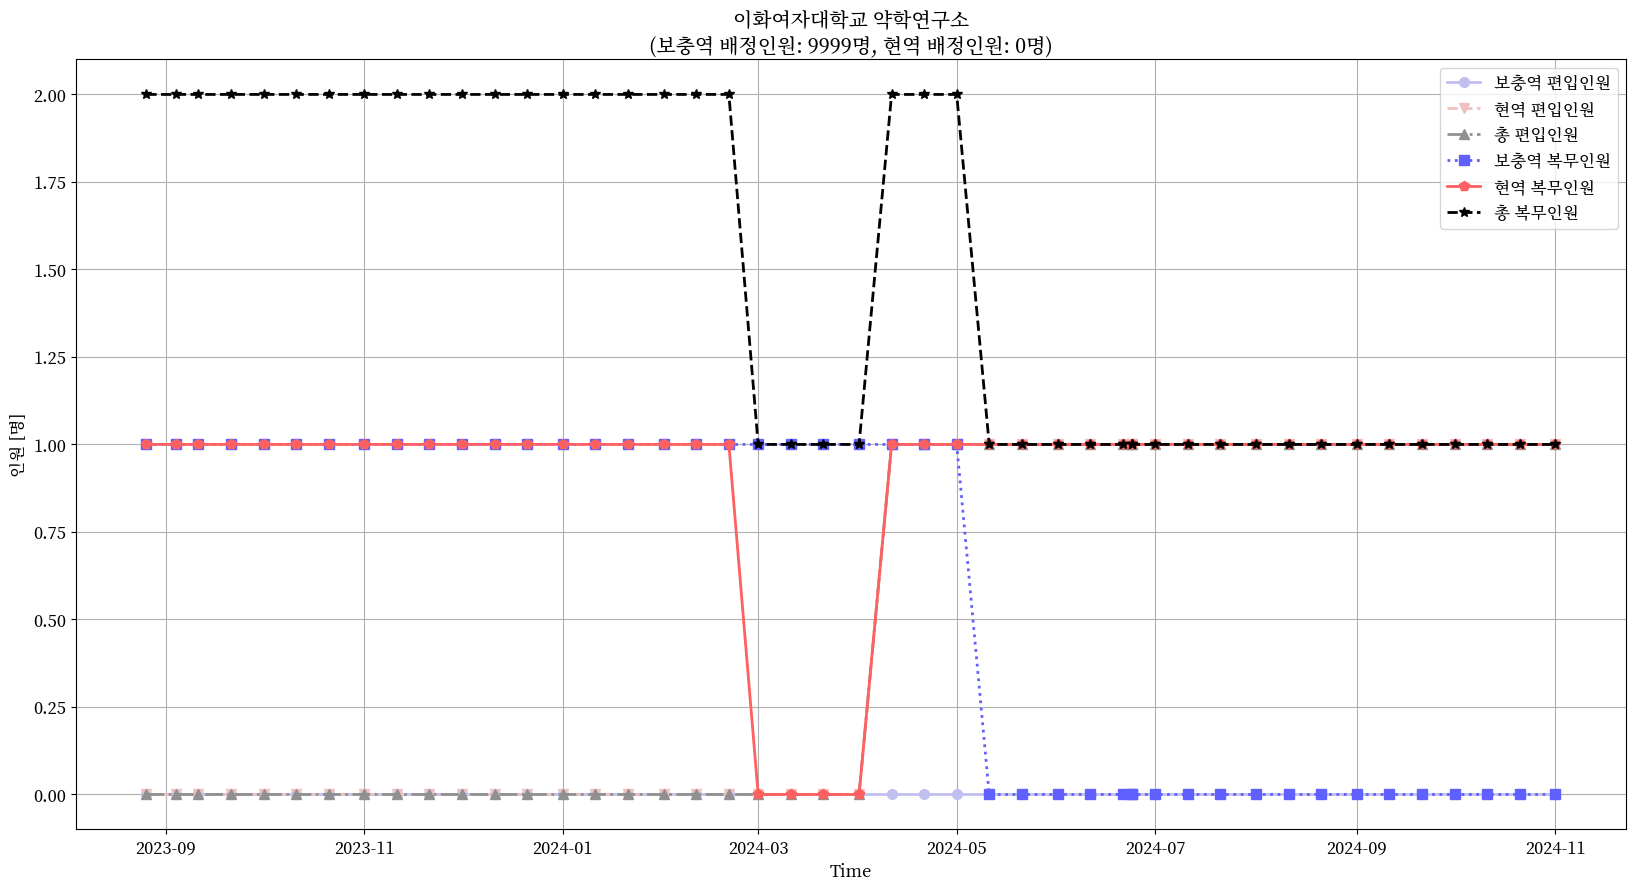 이화여자대학교 약학연구소
(보충역 배정인원: 9999명, 현역 배정인원: 0명)
보충역 편입인원
현역 편입인원
총 편입인원
보충역 복무인원
현역 복무인원
총 복무인원
인원 [명]
2.00
1.75
1.50
1.25
1.00
0.75
0.50
0.25
0.00
2023-09
2023-11
2024-01
2024-03
2024-05
2024-07
2024-09
2024-11
Time